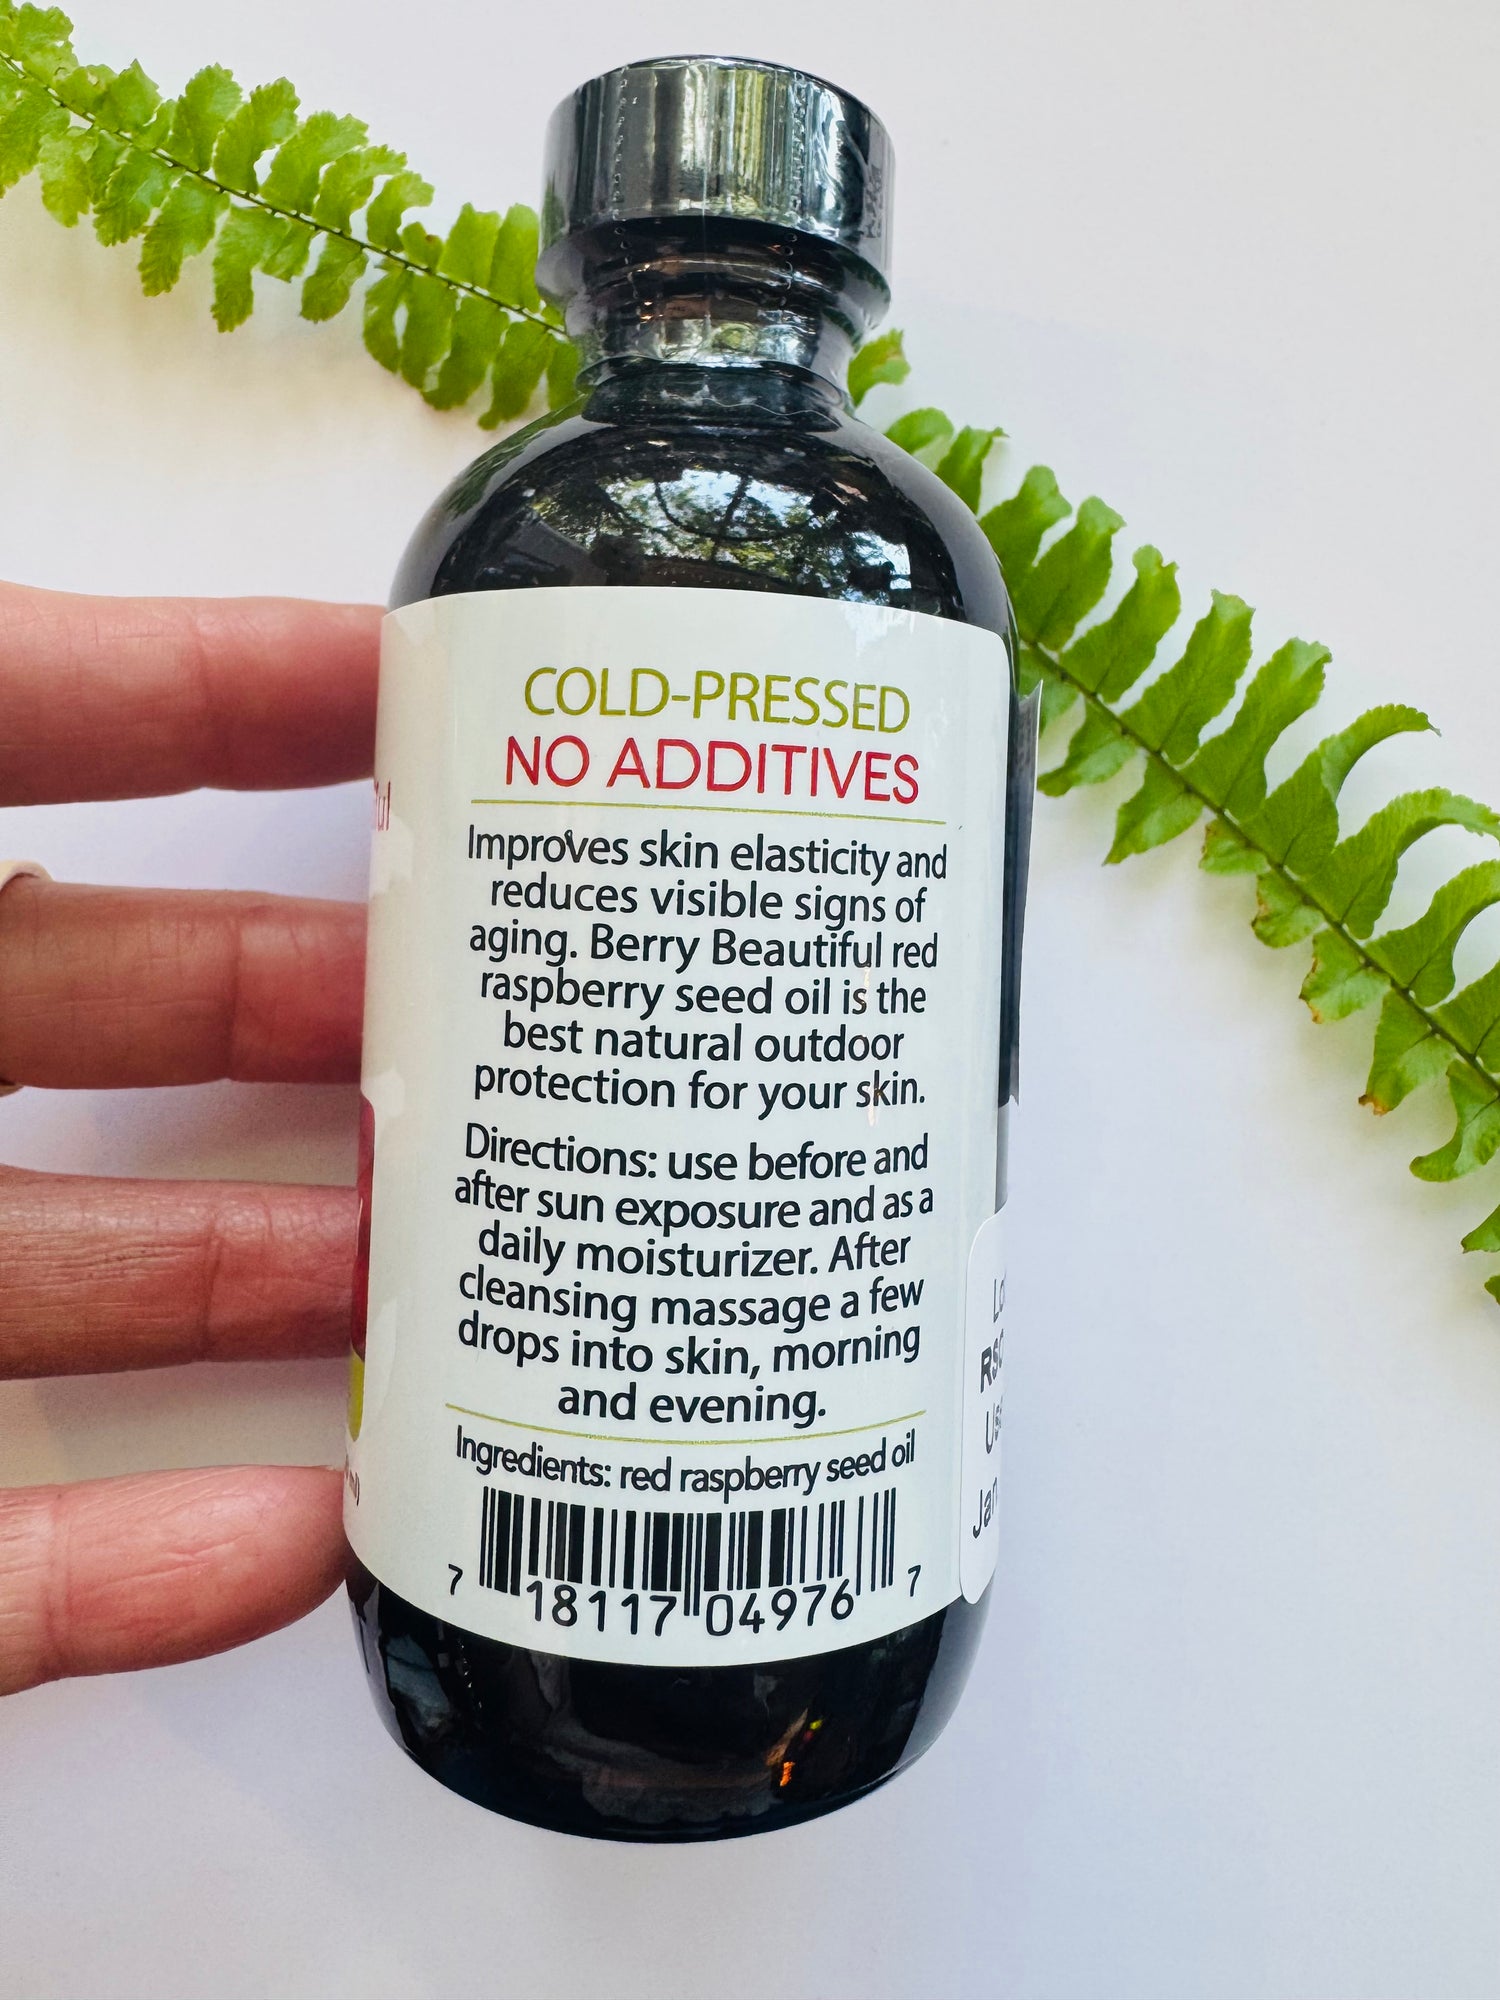 COLD-PRESSED
NO ADDITIVES
Improves skin elasticity and
reduces visible signs of
aging. Berry Beautiful red
raspberry seed oil is the
best natural outdoor
protection for your skin.
Directions: use before and
after sun exposure and as a
daily moisturizer. After
cleansing massage a few
drops into skin, morning
and evening.
Ingredients: red raspberry seed oil
7 18117 04976 7